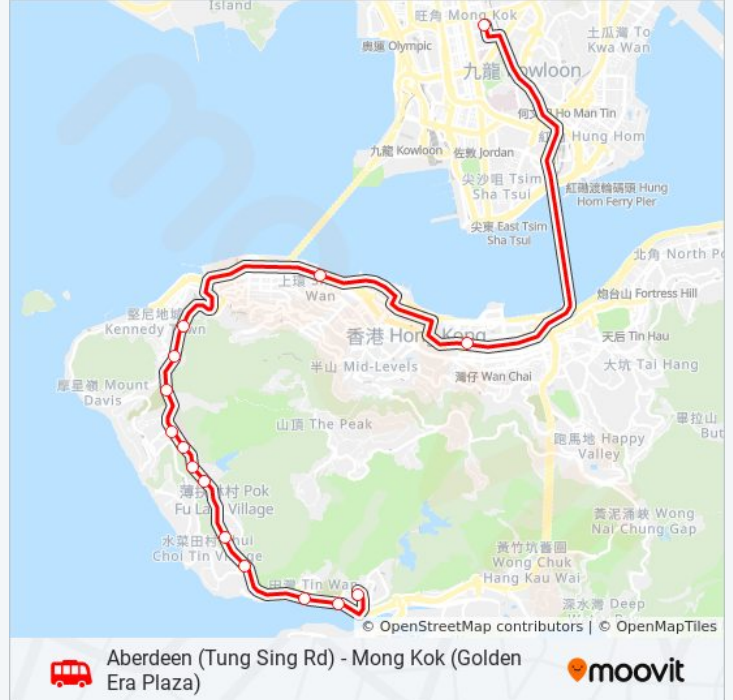 Island
旺角 Mong Kok
土瓜灣 To
Kwa Wan
奧運 Olympic
九龍 Kowloon
Ho Man Tin
Hung Hom
九龍 Kowloon
佐敦 Jordan
尖沙咀 Tsim
Sha Tsui
紅磡渡輪碼頭 Hung
Hom Ferry Pier
尖東 East Tsim
Sha Tsui
北角 North Po
上環
Wan
炮台山 Fortress Hill
堅尼地城
Kennedy Town
香港 Hong Kong
天后 Tin Hau
半山 Mid-Levels
灣仔 Wan Chai
大坑 Tai Hang
摩星嶺 Mount
Davis
山頂 The Peak
畢拉山
But
跑馬地 Happy
Valley
薄扶林村 Pok
Fu Lam Village
黃泥涌峽 Wong
Nai Chung Gap
水菜田村 Shui
Choi Tin Village
黃竹坑舊圍
Wong Chuk
Hang Kau Wai
田灣 Tin Wan
深水灣 Deep
© OpenStreetMap contributors | © OpenMapTiles
Aberdeen (Tung Sing Rd) - Mong Kok (Golden
Era Plaza)
moovit